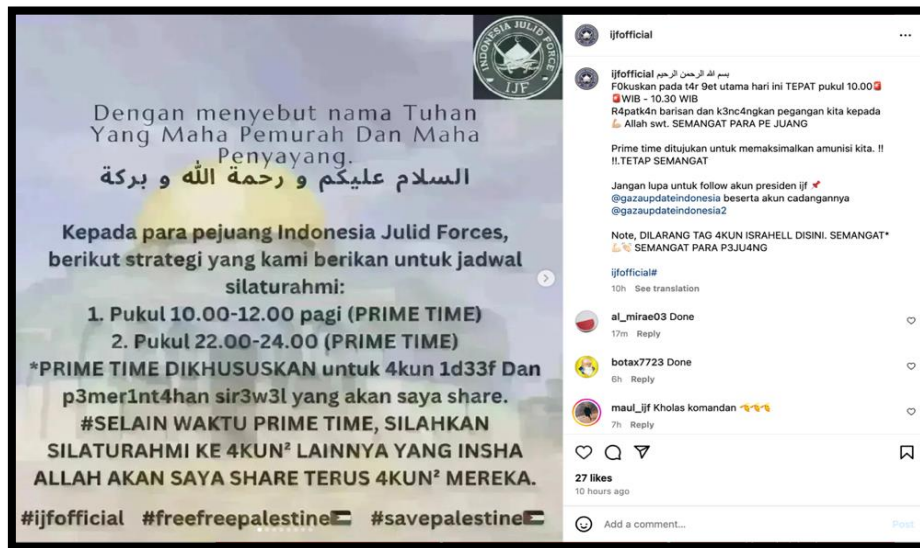 INDONESIA JULID FORCE
IJF
Dengan menyebut nama Tuhan
Yang Maha Pemurah Dan Maha
Penyayang.
السلام عليكم و رحمة الله و بركة
Kepada para pejuang Indonesia Julid Forces,
berikut strategi yang kami berikan untuk jadwal
silaturahmi:
1. Pukul 10.00-12.00 pagi (PRIME TIME)
2. Pukul 22.00-24.00 (PRIME TIME)
*PRIME TIME DIKHUSUSKAN untuk 4kun 1d33f Dan
p3mer1nt4han sir3w3l yang akan saya share.
#SELAIN WAKTU PRIME TIME, SILAHKAN
SILATURAHMI KE 4KUN² LAINNYA YANG INSHA
ALLAH AKAN SAYA SHARE TERUS 4KUN² MEREKA.
#ijfofficial #freefreepalestine🇵🇸 #savepalestine🇵🇸
ijfofficial
ijfofficial بسم الله الرحمن الرحيم
F0kuskan pada t4r 9et utama hari ini TEPAT pukul 10.00🚨
🚨WIB - 10.30 WIB
R4patk4n barisan dan k3nc4ngkan pegangan kita kepada
💪🏻 Allah swt. SEMANGAT PARA PE JUANG
Prime time ditujukan untuk memaksimalkan amunisi kita. !!
!!.TETAP SEMANGAT
Jangan lupa untuk follow akun presiden ijf 📌
@gazaupdateindonesia beserta akun cadangannya
@gazaupdateindonesia2
Note, DILARANG TAG 4KUN ISRAHELL DISINI. SEMANGAT*
💪🏻👏🏻 SEMANGAT PARA P3JU4NG
ijfofficial#
10h See translation
al_mirae03 Done
17m Reply
botax7723 Done
6h Reply
maul_ijf Kholas komandan 🫡🫡🫡
7h Reply
27 likes
10 hours ago
Add a comment...
Post